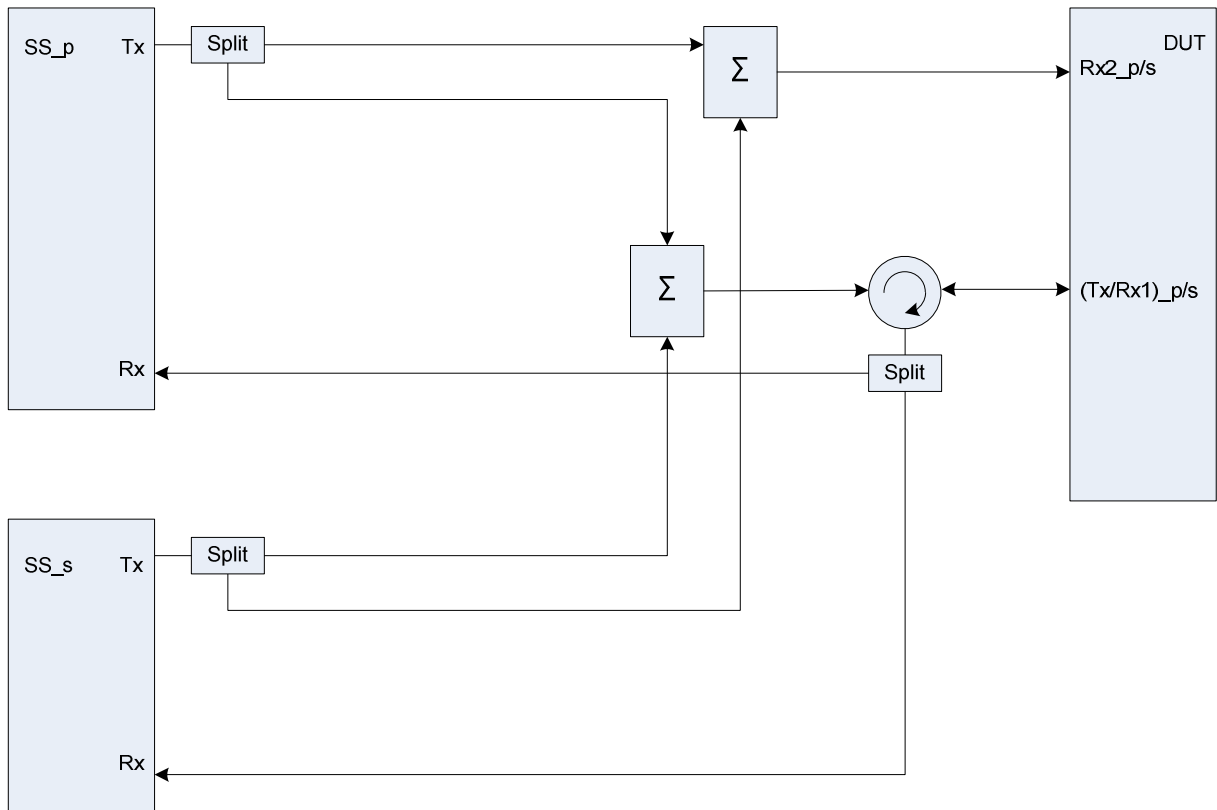 SS_p
Tx
Split
Σ
DUT
Rx2_p/s
Σ
(Tx/Rx1)_p/s
Rx
Split
SS_s
Tx
Split
Rx